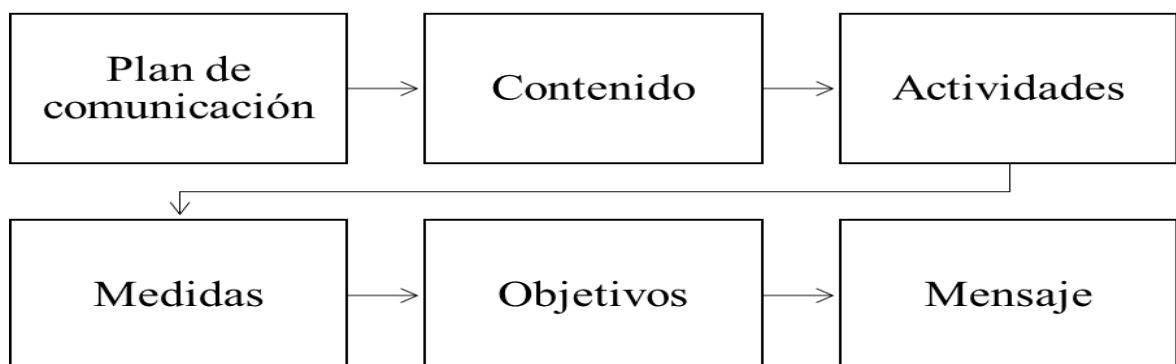 Plan de
comunicación
Contenido
Actividades
Medidas
Objetivos
Mensaje